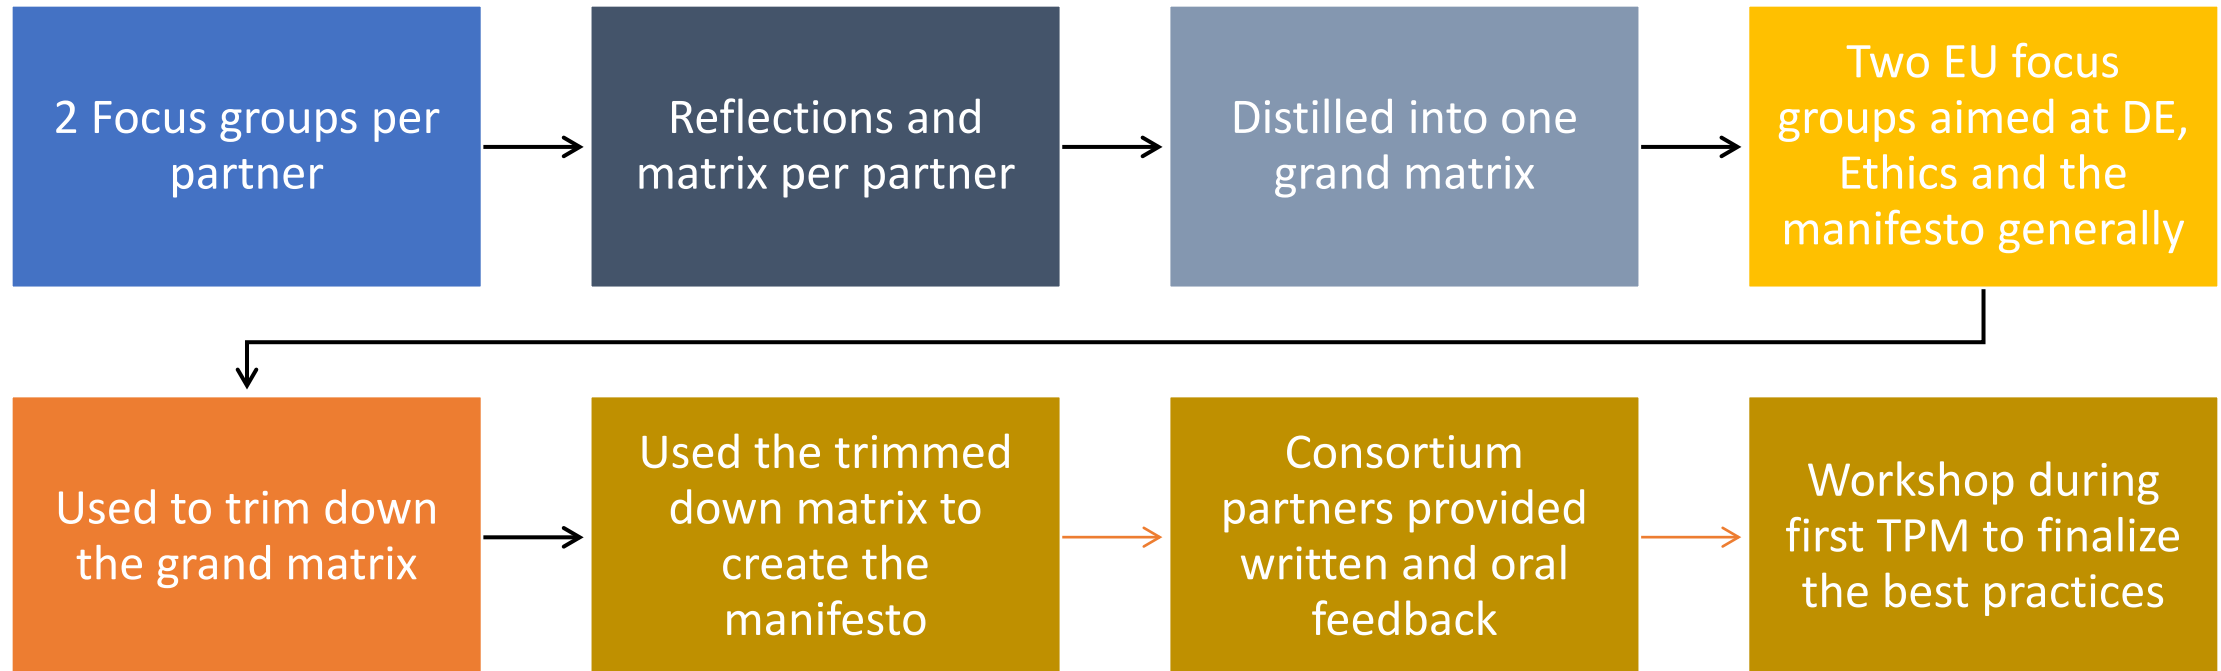 2 Focus groups per
partner
Reflections and
matrix per partner
Distilled into one
grand matrix
Two EU focus
groups aimed at DE,
Ethics and the
manifesto generally
Used to trim down
the grand matrix
Used the trimmed
down matrix to
create the
manifesto
Consortium
partners provided
written and oral
feedback
Workshop during
first TPM to finalize
the best practices